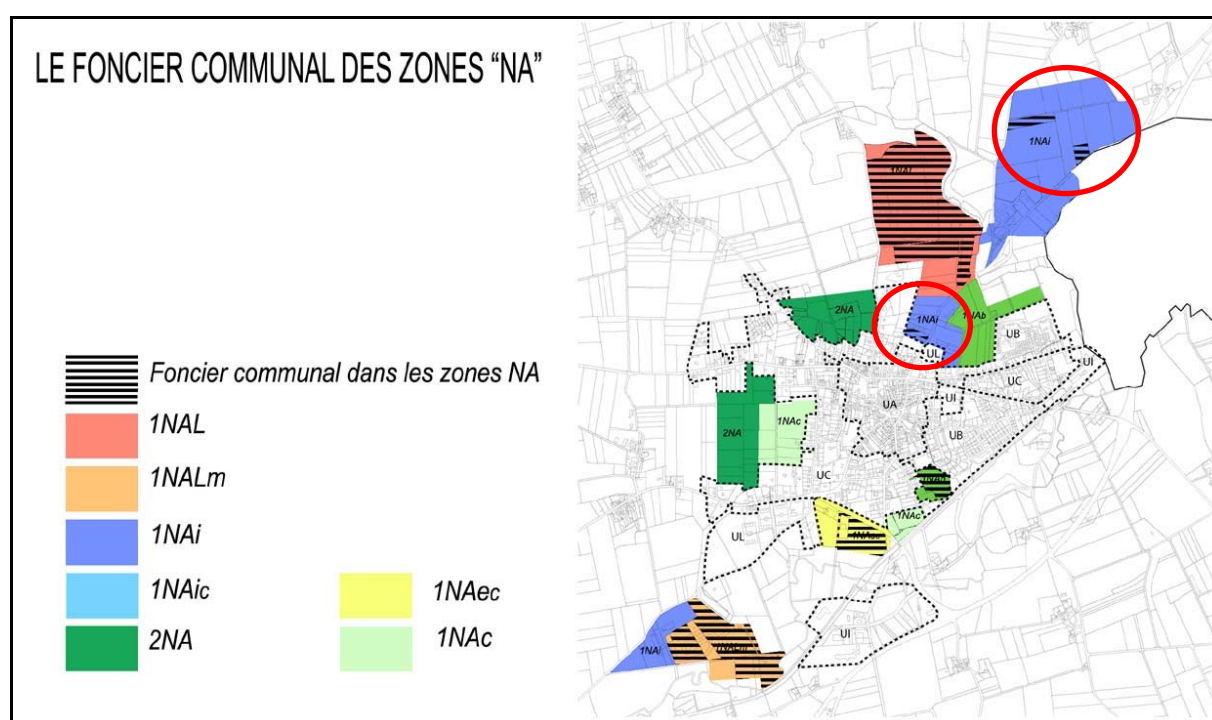 LE FONCIER COMMUNAL DES ZONES “NA”
Foncier communal dans les zones NA
1NAL
1NALm
1NAi
1NAic
2NA
1NAec
1NAc
1NAi
2NA
1NAi
1NAb
UB
UL
UI
UC
UA
UI
2NA
1NAc
UB
UC
1NAc
UL
UI
1NAi
1NALm